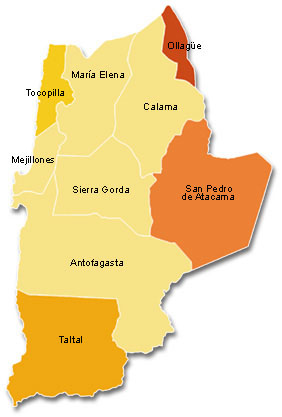 Ollagüe
María Elena
Tocopilla
Calama
Mejillones
Sierra Gorda
San Pedro
de Atacama
Antofagasta
Taltal